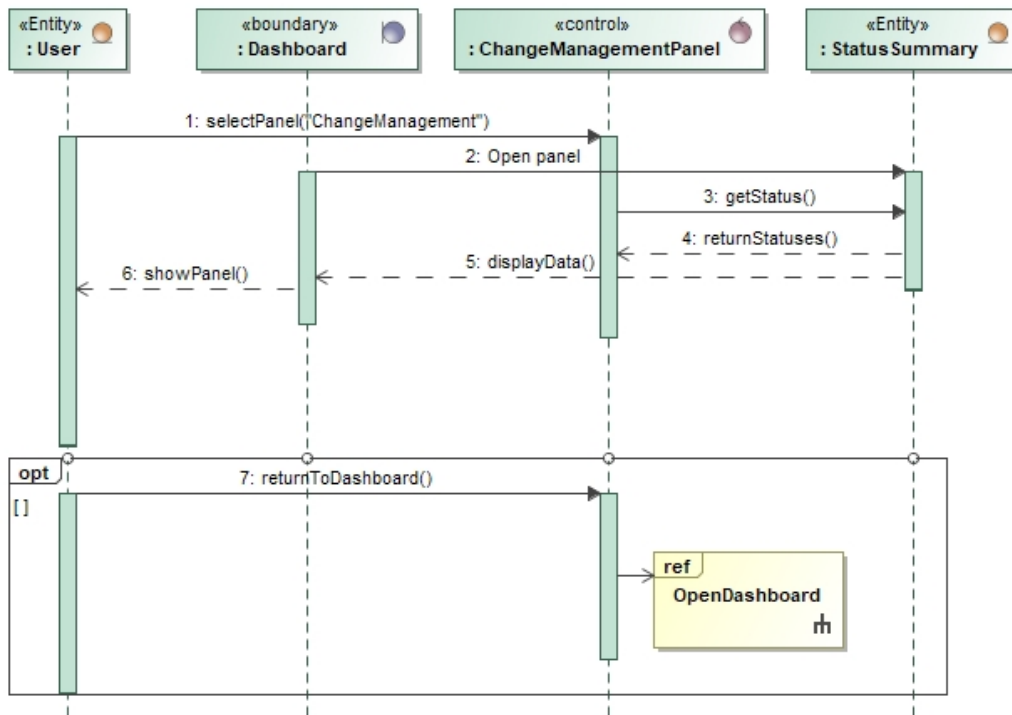 «Entity»
: User
«boundary»
: Dashboard
«control»
: ChangeManagementPanel
«Entity»
: StatusSummary
1: selectPanel("ChangeManagement")
2: Open panel
3: getStatus()
4: returnStatuses()
5: displayData()
6: showPanel()
opt
7: returnToDashboard()
[ ]
ref
OpenDashboard